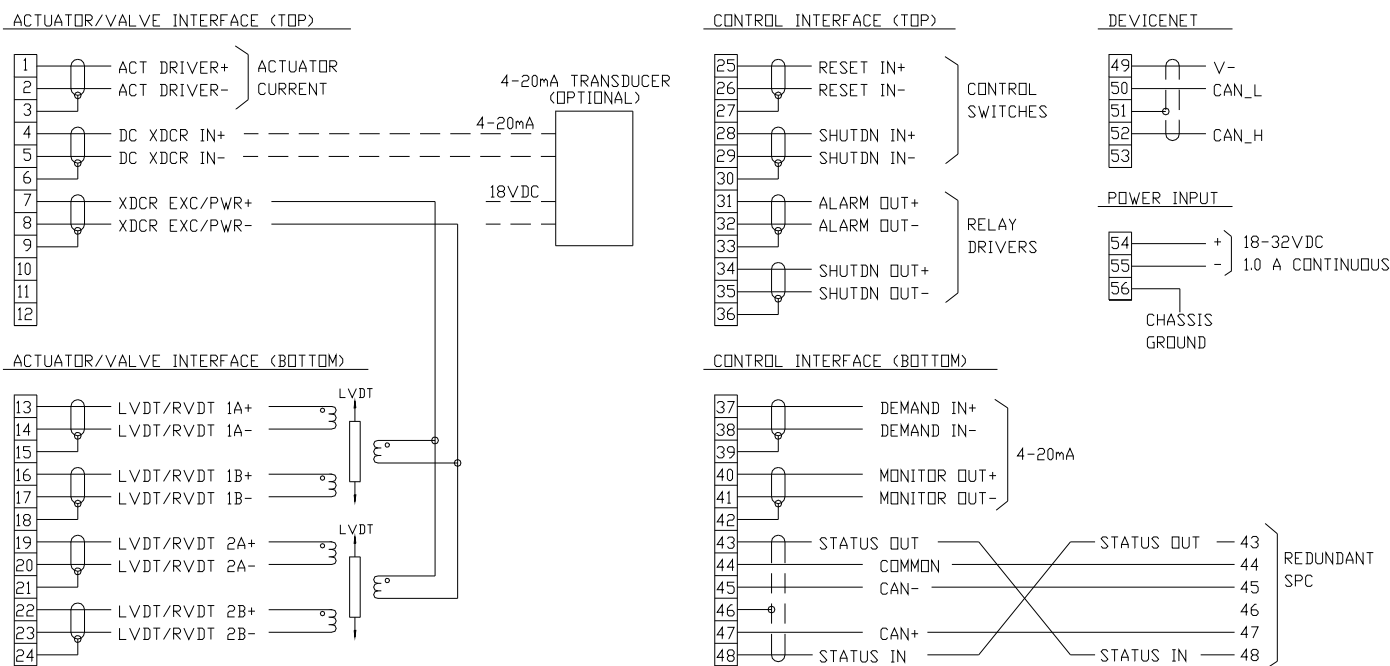 ACTUATOR/VALVE INTERFACE (TOP)
1 ACT DRIVER+
2 ACT DRIVER-
3
ACTUATOR
CURRENT
4 DC XDCR IN+ 4-20mA
5 DC XDCR IN-
6
4-20mA TRANSDUCER
(OPTIONAL)
18VDC
7 XDCR EXC/PWR+
8 XDCR EXC/PWR-
9
10
11
12
ACTUATOR/VALVE INTERFACE (BOTTOM)
LVDT
13 LVDT/RVDT 1A+
14 LVDT/RVDT 1A-
15
16 LVDT/RVDT 1B+
17 LVDT/RVDT 1B-
18
LVDT
19 LVDT/RVDT 2A+
20 LVDT/RVDT 2A-
21
22 LVDT/RVDT 2B+
23 LVDT/RVDT 2B-
24
CONTROL INTERFACE (TOP)
25 RESET IN+
26 RESET IN-
27
28 SHUTDN IN+
29 SHUTDN IN-
30
CONTROL
SWITCHES
31 ALARM OUT+
32 ALARM OUT-
33
34 SHUTDN OUT+
35 SHUTDN OUT-
36
RELAY
DRIVERS
CONTROL INTERFACE (BOTTOM)
37 DEMAND IN+
38 DEMAND IN-
39
40 MONITOR OUT+
41 MONITOR OUT-
42
4-20mA
43 STATUS OUT STATUS OUT 43
44 COMMON 44
45 CAN- 45
46 46
47 CAN+ 47
48 STATUS IN STATUS IN 48
REDUNDANT
SPC
DEVICENET
49 V-
50 CAN_L
51
52 CAN_H
53
POWER INPUT
54 + 18-32VDC
55 - 1.0 A CONTINUOUS
56
CHASSIS
GROUND